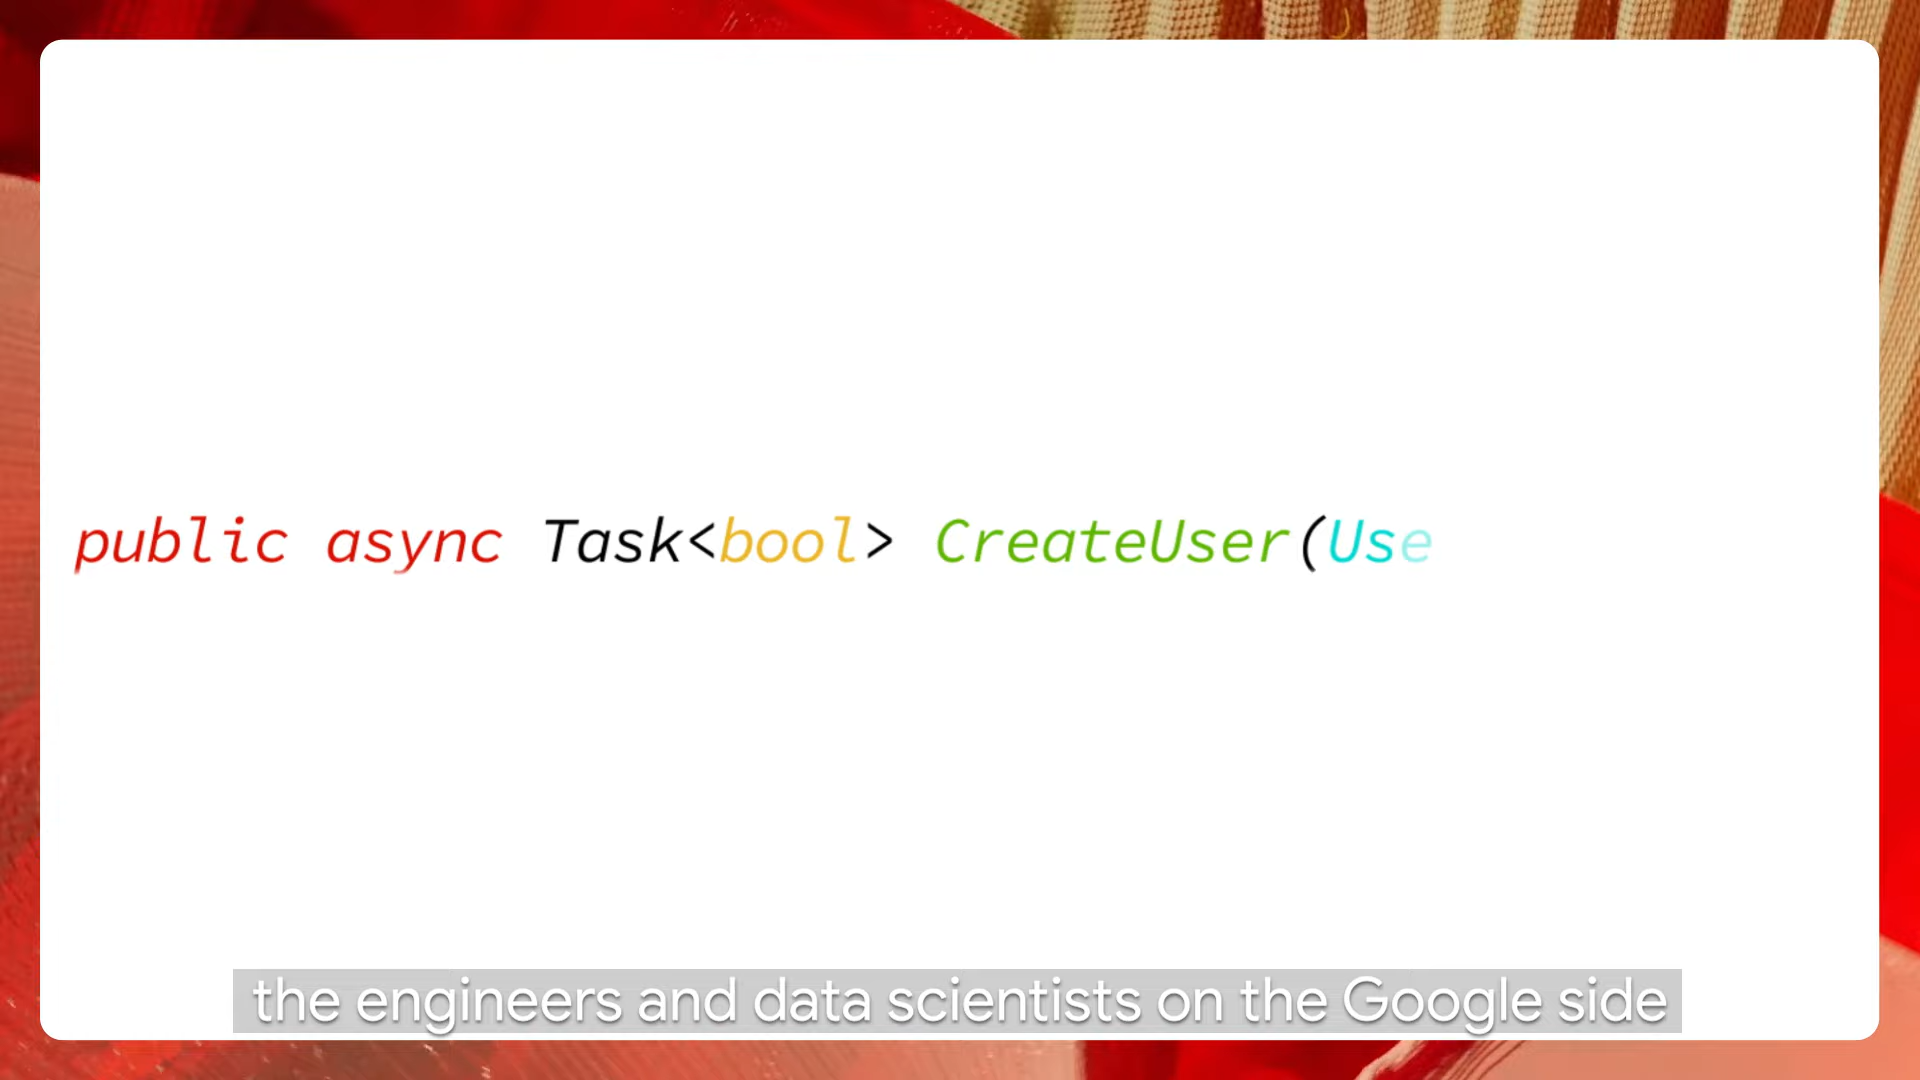 public async Task<bool> CreateUser(Use
the engineers and data scientists on the Google side